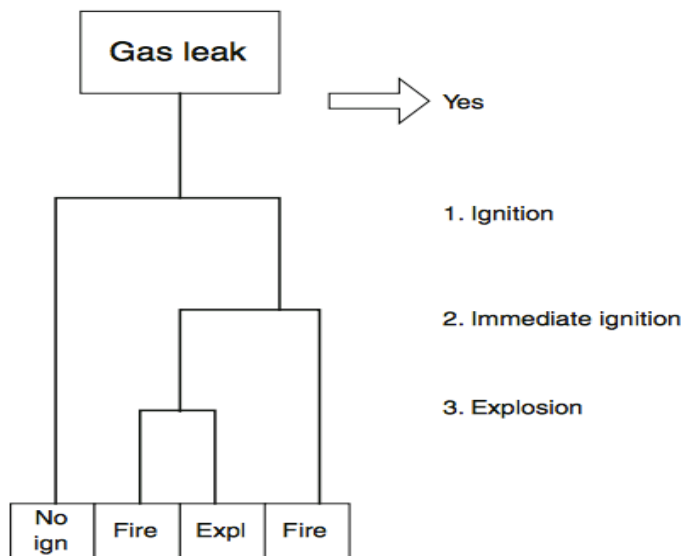 Gas leak
Yes
1. Ignition
2. Immediate ignition
3. Explosion
No
ign
Fire
Expl
Fire